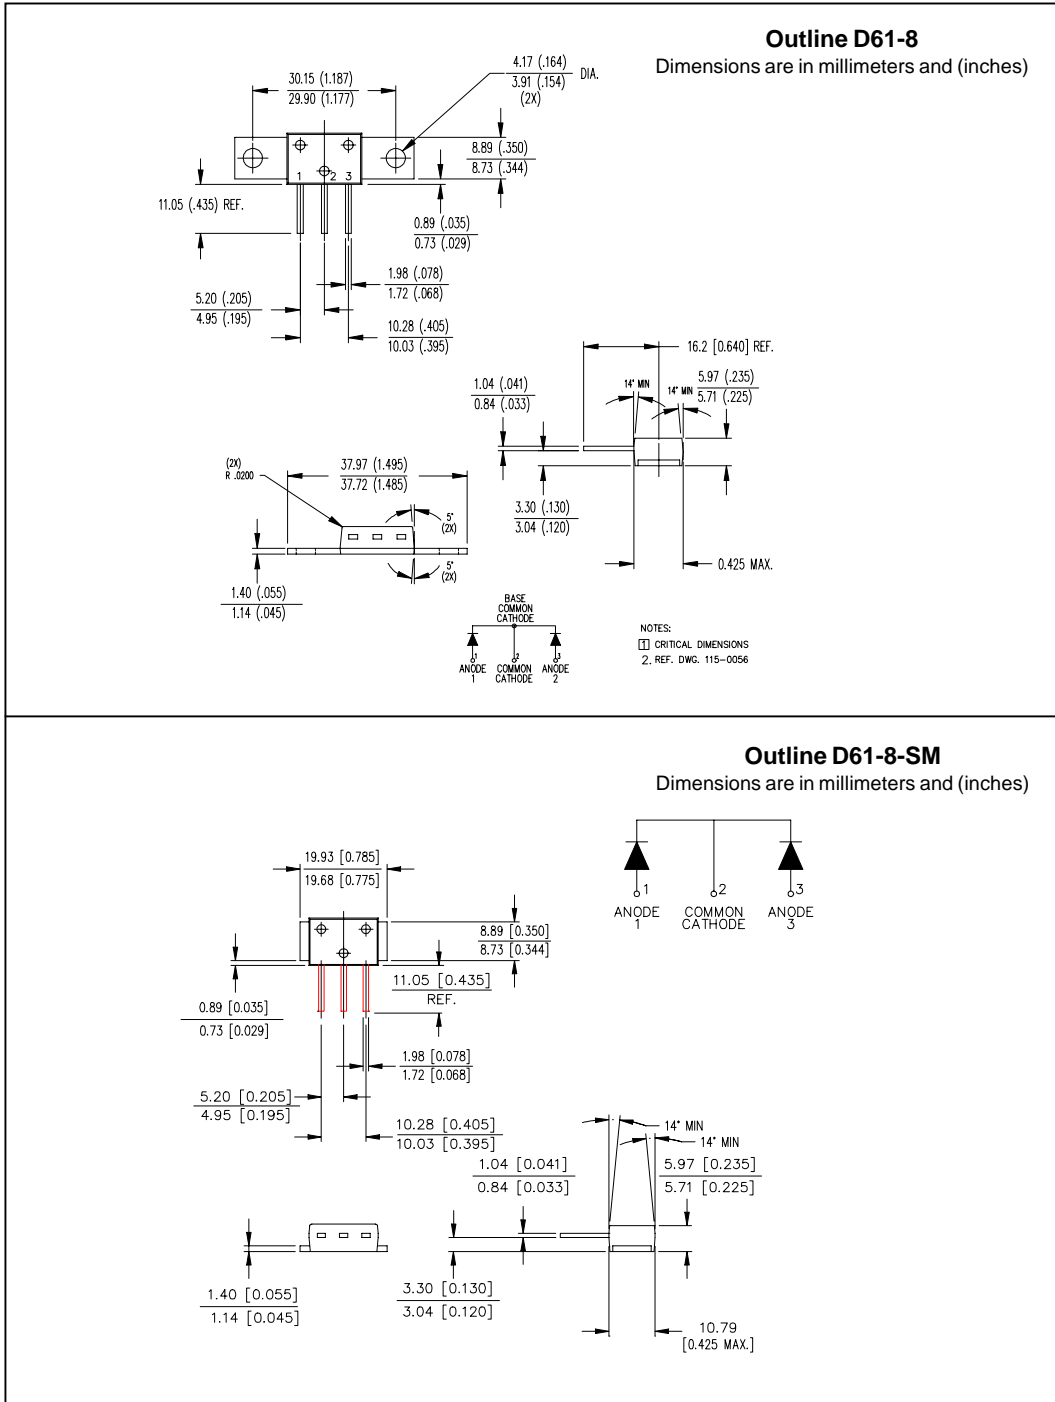 Outline D61-8
Dimensions are in millimeters and (inches)
30.15 (1.187)
29.90 (1.177)
4.17 (.164)
3.91 (.154)
(2X)
DIA.
8.89 (.350)
8.73 (.344)
1 2 3
11.05 (.435) REF.
0.89 (.035)
0.73 (.029)
1.98 (.078)
1.72 (.068)
5.20 (.205)
4.95 (.195)
10.28 (.405)
10.03 (.395)
16.2 [0.640] REF.
1.04 (.041)
0.84 (.033)
14° MIN
14° MIN
5.97 (.235)
5.71 (.225)
(2X)
R .0200
37.97 (1.495)
37.72 (1.485)
5°
(2X)
3.30 (.130)
3.04 (.120)
0.425 MAX.
5°
(2X)
1.40 (.055)
1.14 (.045)
BASE
COMMON
CATHODE
1 2 3
ANODE
1
COMMON
CATHODE
ANODE
2
NOTES:
1 CRITICAL DIMENSIONS
2. REF. DWG. 115-0056
Outline D61-8-SM
Dimensions are in millimeters and (inches)
1 2 3
ANODE
1
COMMON
CATHODE
ANODE
3
19.93 [0.785]
19.68 [0.775]
8.89 [0.350]
8.73 [0.344]
11.05 [0.435]
REF.
0.89 [0.035]
0.73 [0.029]
1.98 [0.078]
1.72 [0.068]
5.20 [0.205]
4.95 [0.195]
10.28 [0.405]
10.03 [0.395]
14° MIN
14° MIN
1.04 [0.041]
0.84 [0.033]
5.97 [0.235]
5.71 [0.225]
1.40 [0.055]
1.14 [0.045]
3.30 [0.130]
3.04 [0.120]
10.79
[0.425 MAX.]